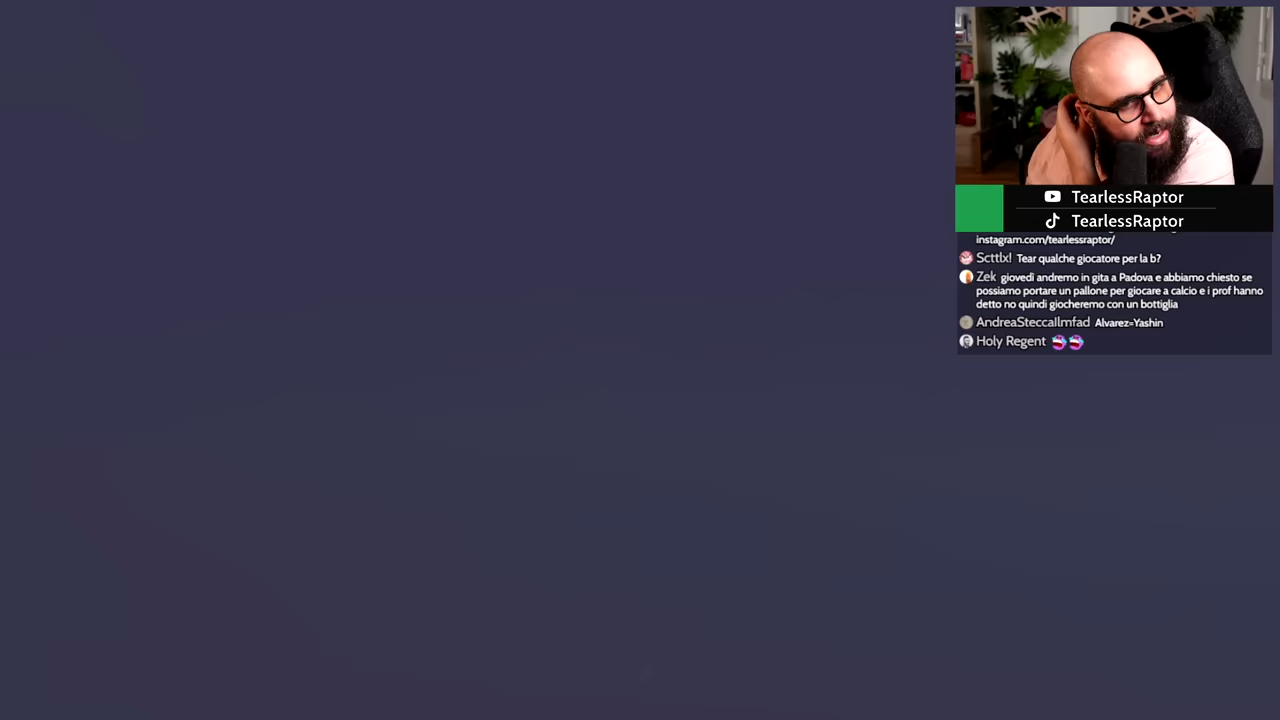 TearlessRaptor
TearlessRaptor
instagram.com/tearlessraptor/
Scttlx! Tear qualche giocatore per la b?
Zek giovedì andremo in gita a Padova e abbiamo chiesto se
possiamo portare un pallone per giocare a calcio e i prof hanno
detto no quindi giocheremo con un bottiglia
AndreaSteccaIlmfad Alvarez=Yashin
Holy Regent